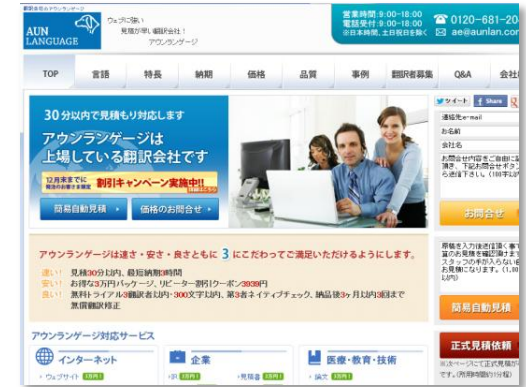 AUN
LANGUAGE
ウェブに強い
見積が早い翻訳会社!
アウンランゲージ
営業時間:9:00-18:00
電話受付:9:00-18:00
※日本時間、土日祝日を除く
0120-681-20
ae@aunlan.com
TOP 言語 特長 納期 価格 品質 事例 翻訳者募集 Q&A 会社
30分以内で見積もり対応します
アウンランゲージは
上場している翻訳会社です
12月末までに
割引キャンペーン実施中!!
簡易自動見積
価格のお問合せ
ツイート
Share
連絡先e-mail
お名前
会社名
お問合せ
簡易自動見積
正式見積依頼
アウンランゲージは速さ・安さ・良さともに 3 にこだわってご満足いただけるようにします。
速い! 見積30分以内、最短納期3時間
安い! お得な3万円パッケージ、リピーター割引クーポン3939円
良い! 無料トライアル3翻訳者以内・300文字以内、第3者ネイティブチェック、納品後3ヶ月以内3回まで
無償翻訳修正
アウンランゲージ対応サービス
インターネット
企業
医療・教育・技術
ウェブサイト
IR
見積書
論文